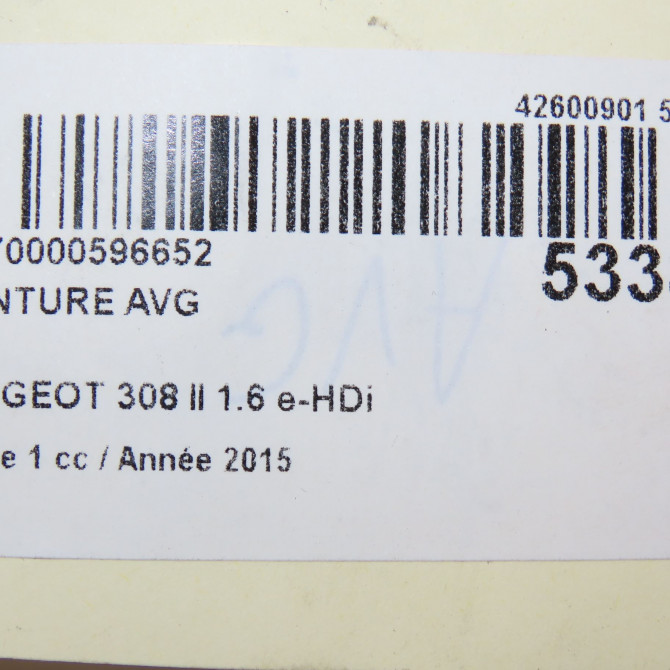 42600901 5
70000596652
533
NTURE AVG
AVG
GEOT 308 II 1.6 e-HDi
e 1 cc / Année 2015